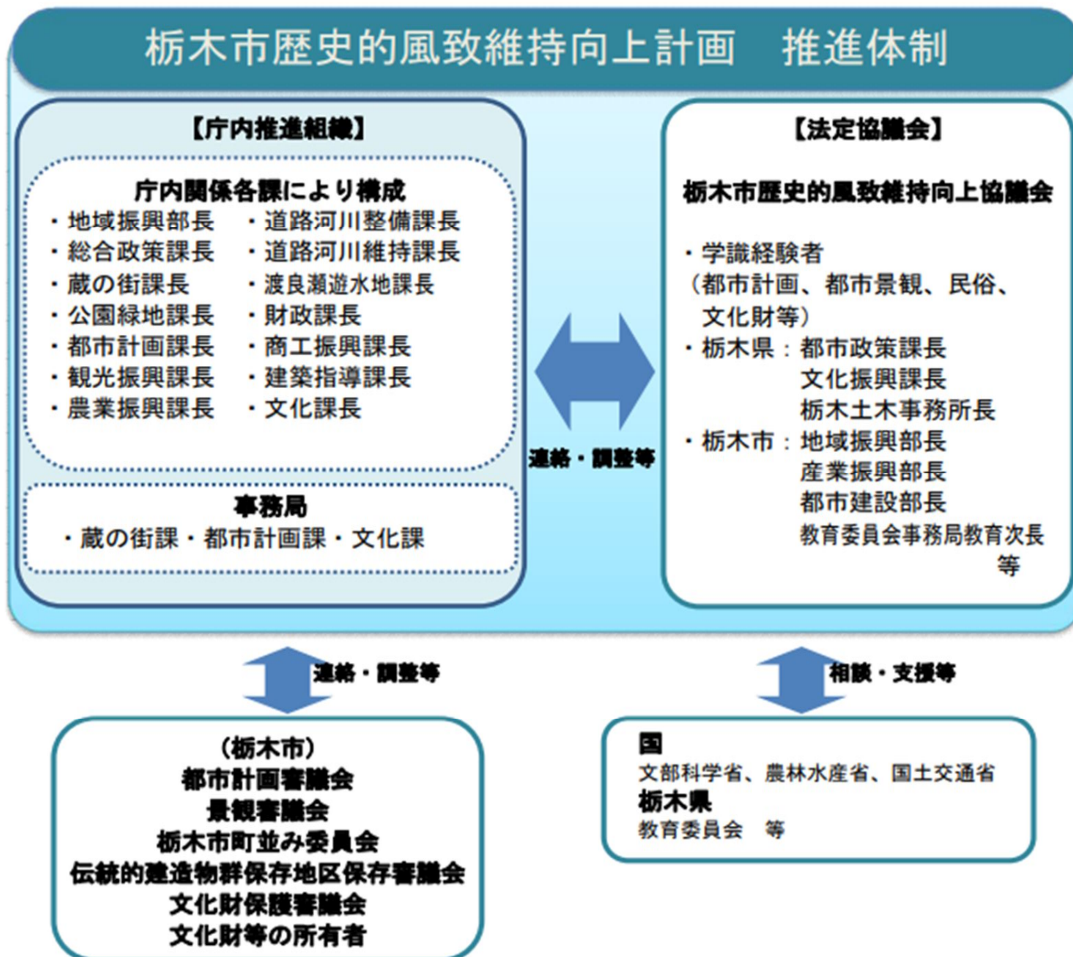 栃木市歴史的風致維持向上計画　推進体制
【庁内推進組織】
庁内関係各課により構成
・地域振興部長　・道路河川整備課長
・総合政策課長　・道路河川維持課長
・蔵の街課長　・渡良瀬遊水地課長
・公園緑地課長　・財政課長
・都市計画課長　・商工振興課長
・観光振興課長　・建築指導課長
・農業振興課長　・文化課長
事務局
・蔵の街課・都市計画課・文化課
連絡・調整等
【法定協議会】
栃木市歴史的風致維持向上協議会
・学識経験者
（都市計画、都市景観、民俗、
文化財等）
・栃木県：都市政策課長
文化振興課長
栃木土木事務所長
・栃木市：地域振興部長
産業振興部長
都市建設部長
教育委員会事務局教育次長
等
連絡・調整等
（栃木市）
都市計画審議会
景観審議会
栃木市町並み委員会
伝統的建造物群保存地区保存審議会
文化財保護審議会
文化財等の所有者
相談・支援等
国
文部科学省、農林水産省、国土交通省
栃木県
教育委員会　等